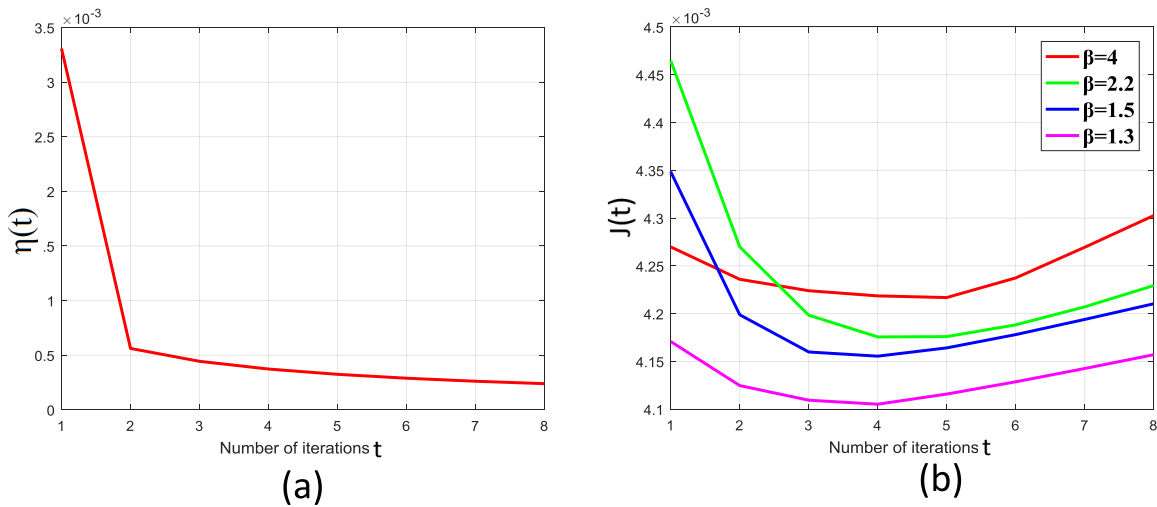 ×10⁻³
3.5
3
2.5
2
.5
1
0.5
0
η(t)
1 2 3 4 5 6 7 8
Number of iterations t
(a)
×10⁻³
4.5
4.45
4.4
4.35
4.3
4.25
4.2
4.15
4.1
J(t)
β=4
β=2.2
β=1.5
β=1.3
1 2 3 4 5 6 7 8
Number of iterations t
(b)